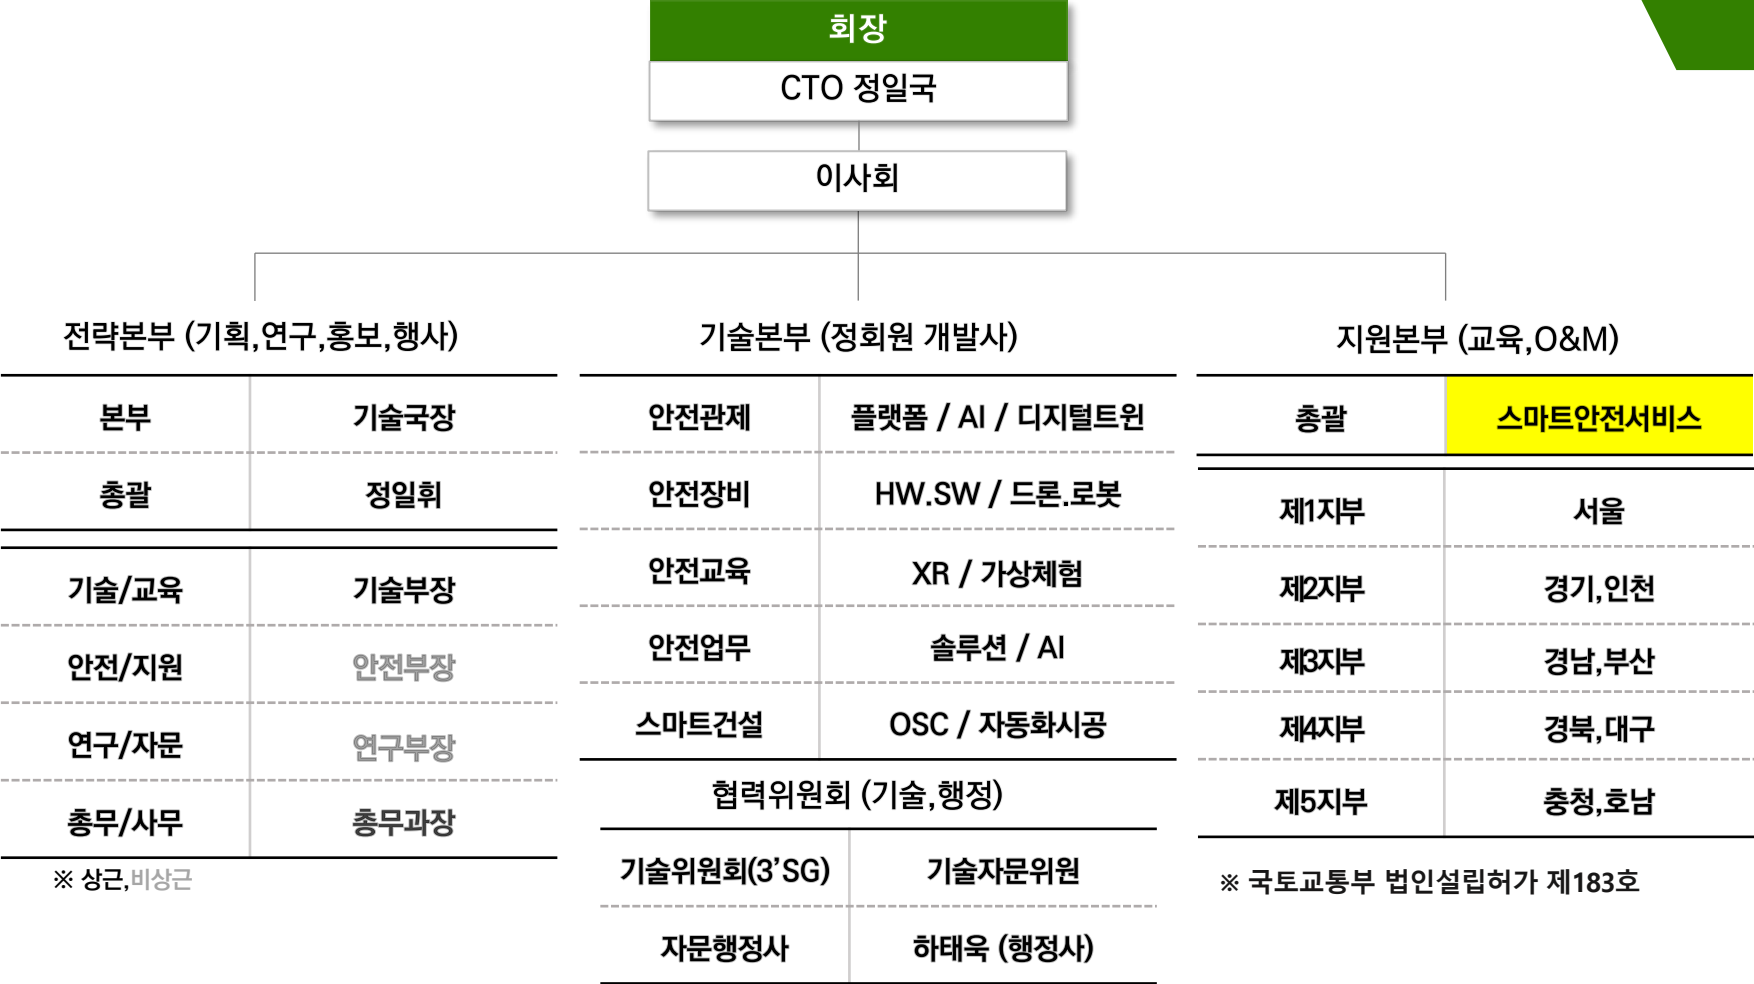 회장
CTO 정일국
이사회
전략본부 (기획,연구,홍보,행사)
본부 기술국장
총괄 정일휘
기술/교육 기술부장
안전/지원 안전부장
연구/자문 연구부장
총무/사무 총무과장
※ 상근,비상근
기술본부 (정회원 개발사)
안전관제 플랫폼 / AI / 디지털트윈
안전장비 HW.SW / 드론.로봇
안전교육 XR / 가상체험
안전업무 솔루션 / AI
스마트건설 OSC / 자동화시공
협력위원회 (기술,행정)
기술위원회(3’SG) 기술자문위원
자문행정사 하태욱 (행정사)
지원본부 (교육,O&M)
총괄 스마트안전서비스
제1지부 서울
제2지부 경기,인천
제3지부 경남,부산
제4지부 경북,대구
제5지부 충청,호남
※ 국토교통부 법인설립허가 제183호